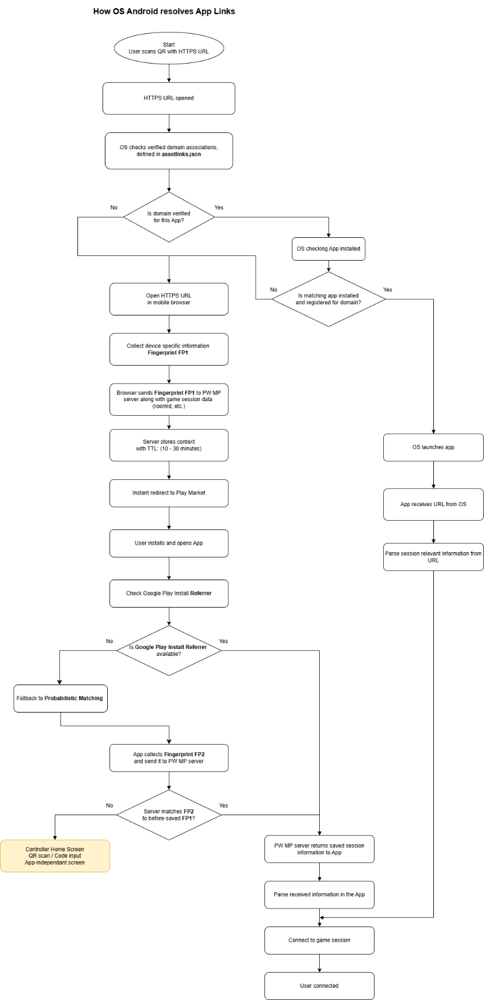 How OS Android resolves App Links
Start
User scans QR with HTTPS URL
HTTPS URL opened
OS checks verified domain associations,
defined in assetlinks.json
No
Is domain verified
for this App?
Yes
OS checking App installed
No
Is matching app installed
and registered for domain?
Yes
Open HTTPS URL
in mobile browser
Collect device specific information
Fingerprint FP1
Browser sends Fingerprint FP1 to PW MP
server along with game session data
(roomId, etc.)
Server stores context
with TTL: (10 - 30 minutes)
OS launches app
Instant redirect to Play Market
App receives URL from OS
User installs and opens App
Parse session relevant information from
URL
Check Google Play Install Referrer
No
Is Google Play Install Referrer
available?
Yes
Fallback to Probabilistic Matching
App collects Fingerprint FP2
and send it to PW MP server
No
Server matches FP2
to before-saved FP1?
Yes
Controller Home Screen
QR scan / Code input
App-independant screen
PW MP server returns saved session
information to App
Parse received information in the App
Connect to game session
User connected